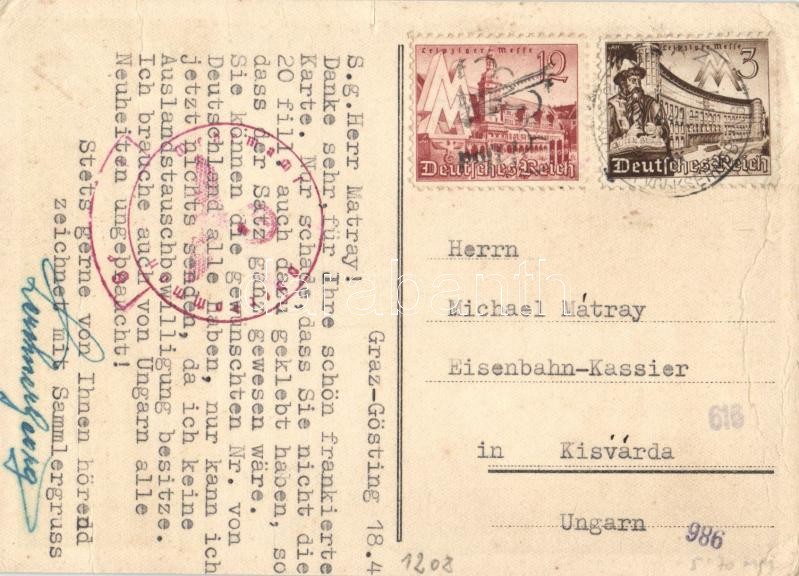 Leipziger Messe
12
Deutsches Reich
Leipziger Messe
3
Deutsches Reich
Herrn
Michael Mátray
Eisenbahn-Kassier
in Kisvárda
Ungarn
616
986
1208
Graz-Gösting 18.4
S.g.Herr Matray!
Danke sehr für Ihre schön frankierte
Karte. Nur schade, dass Sie nicht die
20 fill. auch dazu geklebt haben, so
dass der Satz ganz gewesen wäre.
Sie können die gewünschten Nr. von
Deutschland alle haben, nur kann ich
jetzt nichts senden, da ich keine
Auslandstauschbewilligung besitze.
Ich brauche auch von Ungarn alle
Neuheiten ungebraucht!
Stets gerne von Ihnen hörend
zeichnet mit Sammlergruss
darabanth